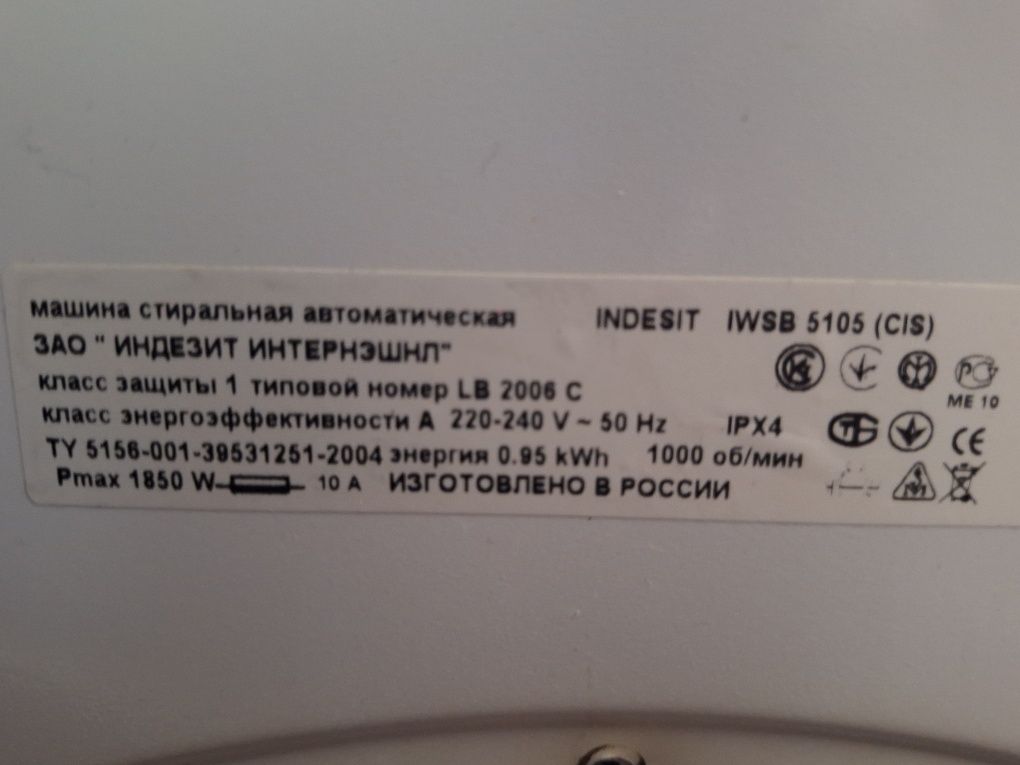 машина стиральная автоматическая INDESIT IWSB 5105 (CIS)
ЗАО " ИНДЕЗИТ ИНТЕРНЭШНЛ"
класс защиты 1 типовой номер LB 2006 C
ME 10
класс энергоэффективности А 220-240 V ~ 50 Hz IPX4
CE
ТУ 5156-001-39531251-2004 энергия 0.95 kWh 1000 об/мин
Pmax 1850 W 10 A ИЗГОТОВЛЕНО В РОССИИ